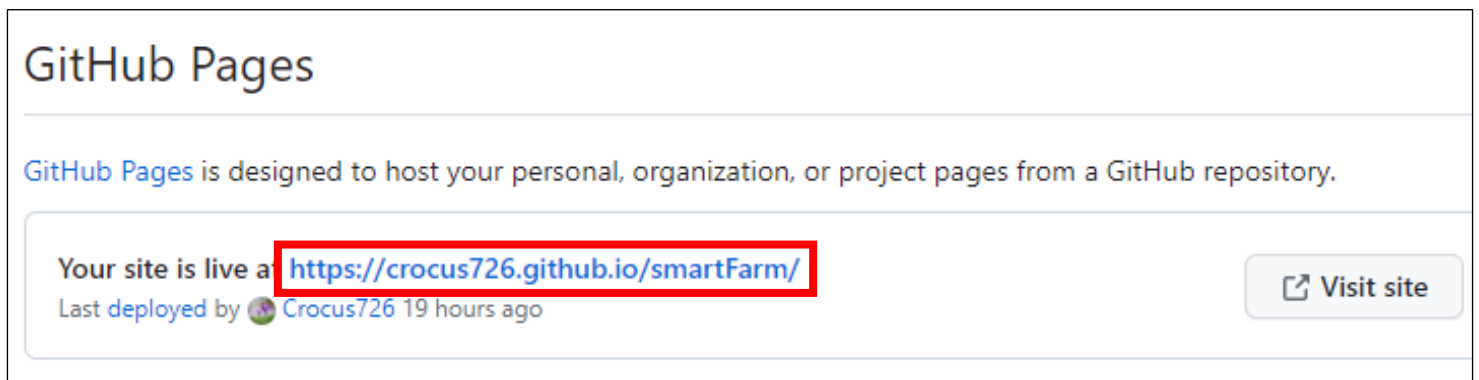 GitHub Pages
GitHub Pages is designed to host your personal, organization, or project pages from a GitHub repository.
Your site is live a https://crocus726.github.io/smartFarm/
Last deployed by Crocus726 19 hours ago
Visit site